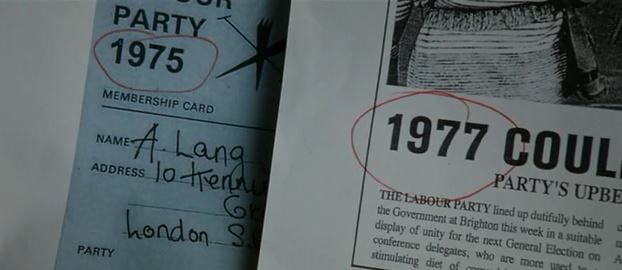 PARTY
1975
MEMBERSHIP CARD
NAME A. Lang
ADDRESS 10
London S.
PARTY
1977 COUL
PARTY'S UPBE
THE LABOUR PARTY lined up dutifully behind
the Government at Brighton this week in a suitable
display of unity for the next General Election on
conference delegates, who are more used to
stimulating diet of